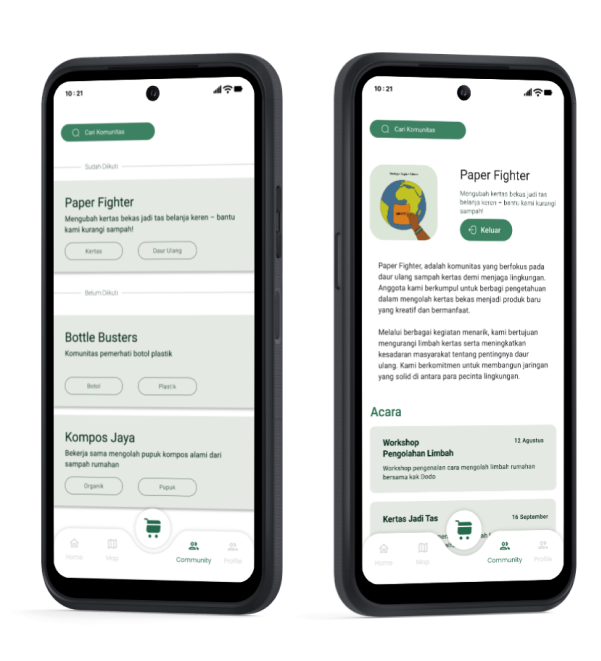 10:21
Cari Komunitas
Sudah Diikuti
Paper Fighter
Mengubah kertas bekas jadi tas belanja keren – bantu
kami kurangi sampah!
Kertas
Daur Ulang
Belum Diikuti
Bottle Busters
Komunitas pemerhati botol plastik
Botol
Plastik
Kompos Jaya
Bekerja sama mengolah pupuk kompos alami dari
sampah rumahan
Organik
Pupuk
Home
Map
Community
Profile
10:21
Cari Komunitas
Paper Fighter
Mengubah kertas bekas jadi tas
belanja keren – bantu kami kurangi
sampah!
Keluar
Paper Fighter, adalah komunitas yang berfokus pada
daur ulang sampah kertas demi menjaga lingkungan.
Anggota kami berkumpul untuk berbagi pengetahuan
dalam mengolah kertas bekas menjadi produk baru
yang kreatif dan bermanfaat.
Melalui berbagai kegiatan menarik, kami bertujuan
mengurangi limbah kertas serta meningkatkan
kesadaran masyarakat tentang pentingnya daur
ulang. Kami berkomitmen untuk membangun jaringan
yang solid di antara para pecinta lingkungan.
Acara
Workshop
Pengolahan Limbah
12 Agustus
Workshop pengenalan cara mengolah limbah rumahan
bersama kak Dodo
Kertas Jadi Tas
16 September
Home
Map
Community
Profile